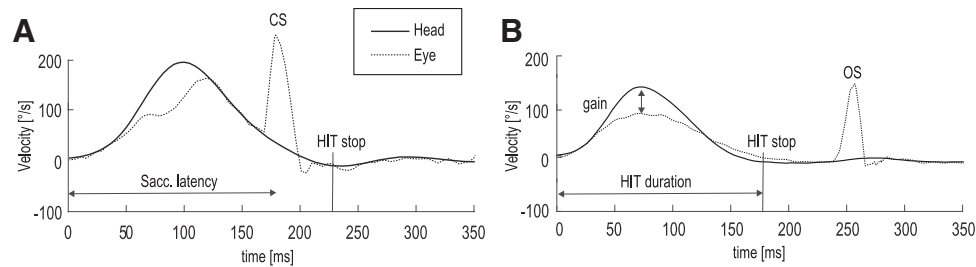 A
CS
Head
Eye
Velocity [°/s]
200
100
0
-100
HIT stop
Sacc. latency
0 50 100 150 200 250 300 350
time [ms]
B
OS
gain
Velocity [°/s]
200
100
0
-100
HIT stop
HIT duration
0 50 100 150 200 250 300 350
time [ms]